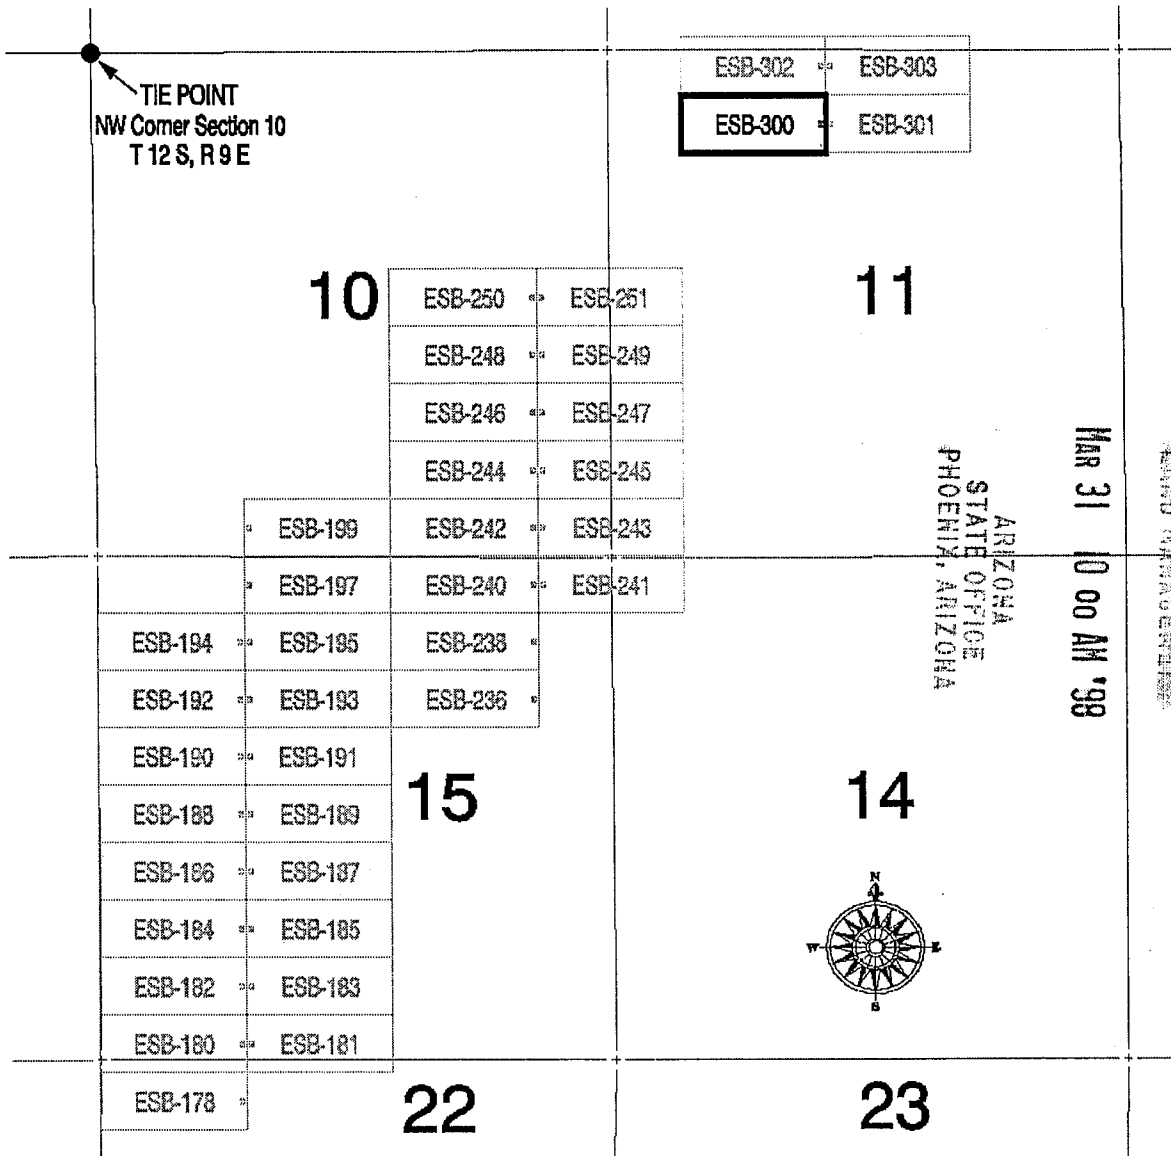 ESB-302 ESB-303
TIE POINT
NW Corner Section 10
T 12 S, R 9 E
ESB-300 ESB-301
10
11
ESB-250 ESB-251
ESB-248 ESB-249
ESB-246 ESB-247
ESB-244 ESB-245
ESB-199 ESB-242 ESB-243
ESB-197 ESB-240 ESB-241
ESB-194 ESB-195 ESB-238
ESB-192 ESB-193 ESB-236
ESB-190 ESB-191
15
14
ESB-188 ESB-189
ESB-186 ESB-187
ESB-184 ESB-185
ESB-182 ESB-183
ESB-180 ESB-181
ESB-178
22
23
N
W E
S
MAR 31 10 00 AM '98
ARIZONA
STATE OFFICE
PHOENIX, ARIZONA